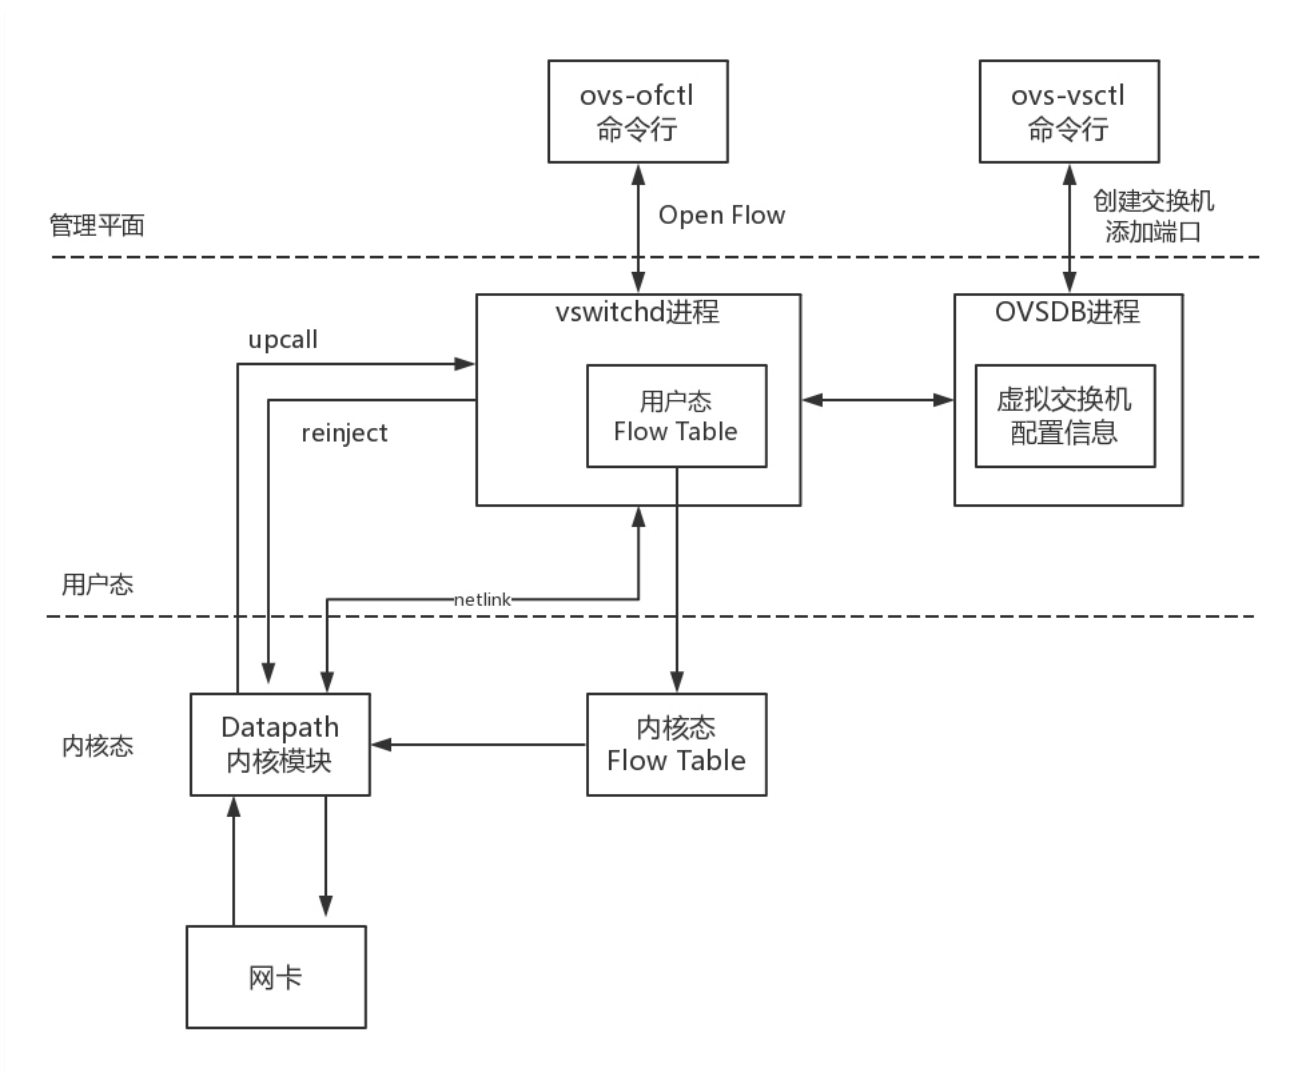 ovs-ofctl
命令行
ovs-vsctl
命令行
管理平面
Open Flow
创建交换机
添加端口
vswitchd进程
OVSDB进程
upcall
用户态
Flow Table
虚拟交换机
配置信息
reinject
用户态
netlink
内核态
Datapath
内核模块
内核态
Flow Table
网卡